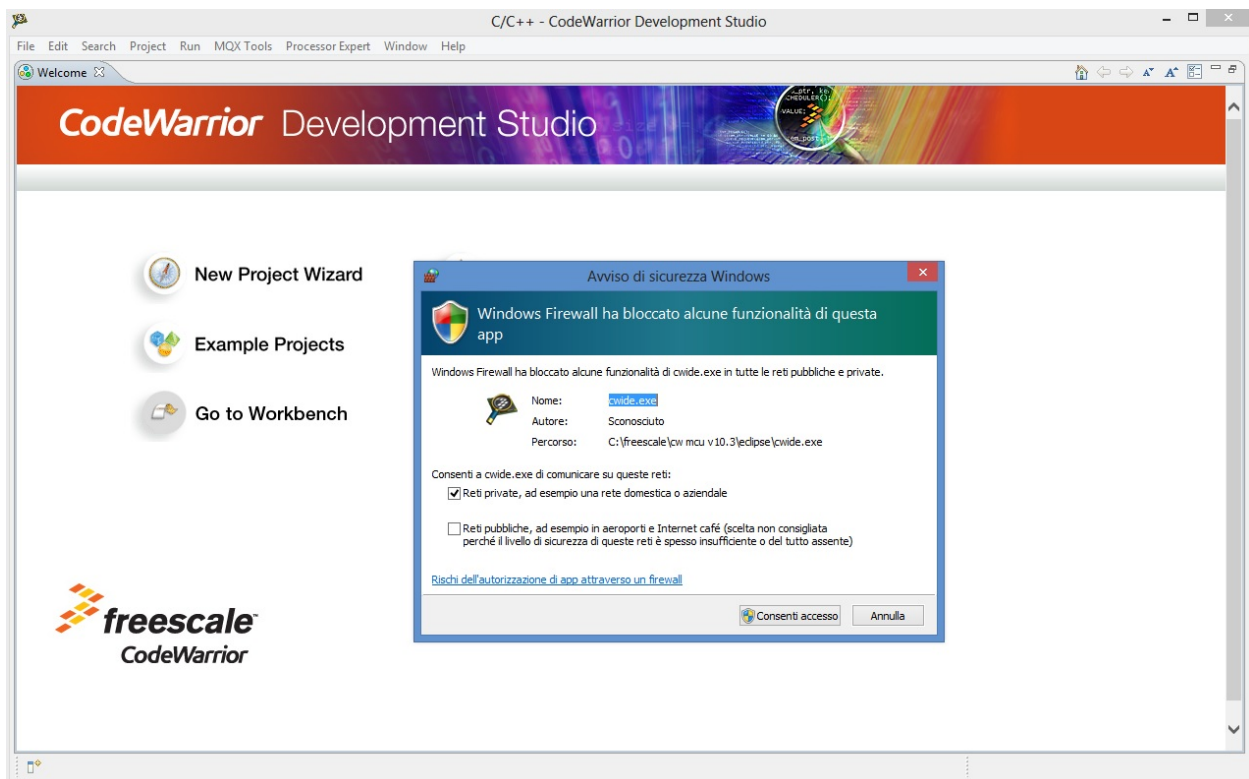 C/C++ - CodeWarrior Development Studio
File Edit Search Project Run MQX Tools Processor Expert Window Help
Welcome
CodeWarrior Development Studio
New Project Wizard
Example Projects
Go to Workbench
Avviso di sicurezza Windows
Windows Firewall ha bloccato alcune funzionalità di questa
app
Windows Firewall ha bloccato alcune funzionalità di cwide.exe in tutte le reti pubbliche e private.
Nome: cwide.exe
Autore: Sconosciuto
Percorso: C:\freescale\cw mcu v10.3\eclipse\cwide.exe
Consenti a cwide.exe di comunicare su queste reti:
Reti private, ad esempio una rete domestica o aziendale
Reti pubbliche, ad esempio in aeroporti e Internet café (scelta non consigliata
perché il livello di sicurezza di queste reti è spesso insufficiente o del tutto assente)
Rischi dell'autorizzazione di app attraverso un firewall
Consenti accesso Annulla
freescale™
CodeWarrior